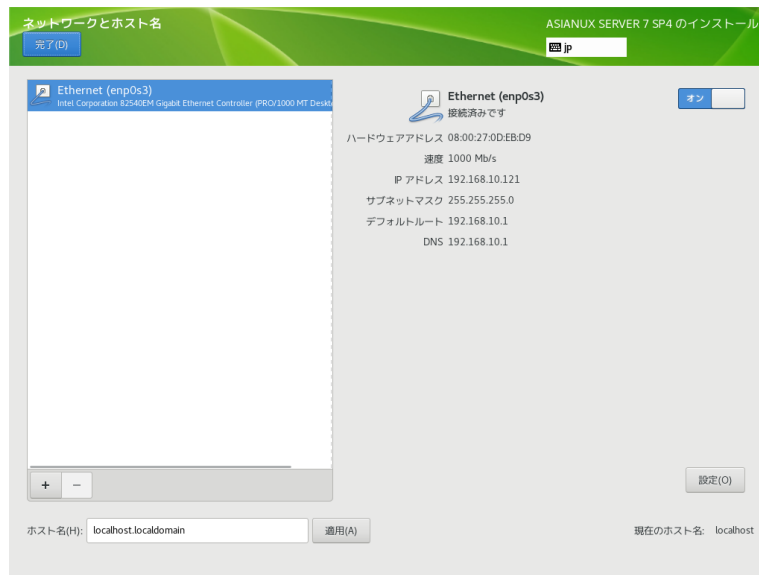 ネットワークとホスト名
完了(D)
ASIANUX SERVER 7 SP4 のインストール
jp
Ethernet (enp0s3)
Intel Corporation 82540EM Gigabit Ethernet Controller (PRO/1000 MT
Ethernet (enp0s3)
接続済みです
オン
ハードウェアアドレス 08:00:27:0D:EB:D9
速度 1000 Mb/s
IP アドレス 192.168.10.121
サブネットマスク 255.255.255.0
デフォルトルート 192.168.10.1
DNS 192.168.10.1
+ −
設定(O)
ホスト名(H): localhost.localdomain 適用(A)
現在のホスト名: localhost